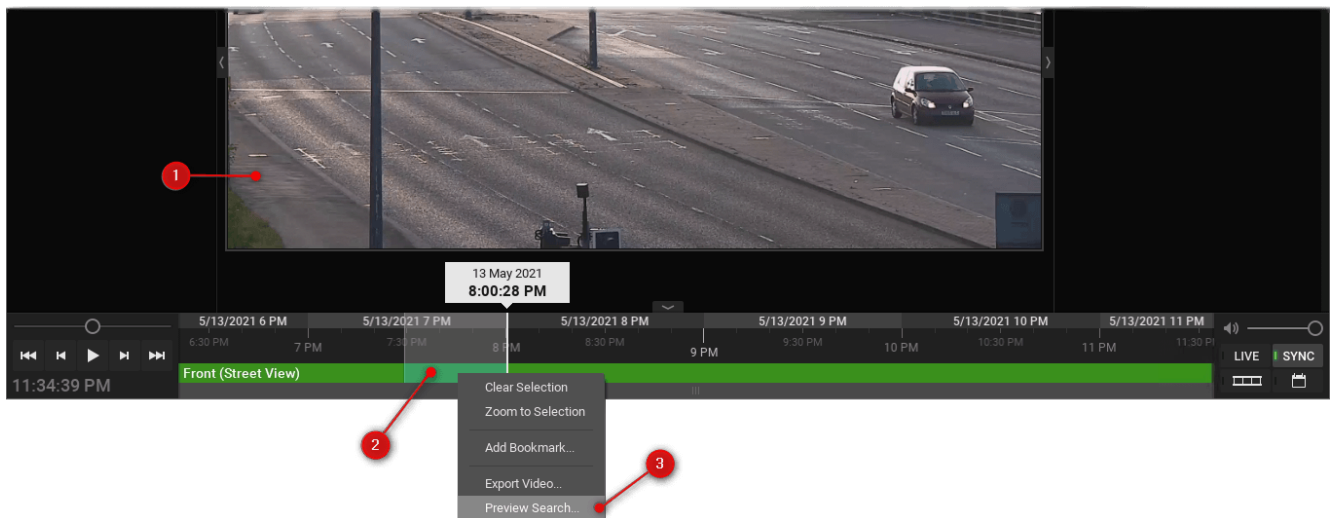 1
13 May 2021
8:00:28 PM
5/13/2021 6 PM 5/13/2021 7 PM 5/13/2021 8 PM 5/13/2021 9 PM 5/13/2021 10 PM 5/13/2021 11 PM
6:30 PM 7 PM 7:30 PM 8 PM 8:30 PM 9 PM 9:30 PM 10 PM 10:30 PM 11 PM 11:30
LIVE SYNC
Front (Street View)
11:34:39 PM
Clear Selection
Zoom to Selection
2
Add Bookmark...
3
Export Video...
Preview Search...